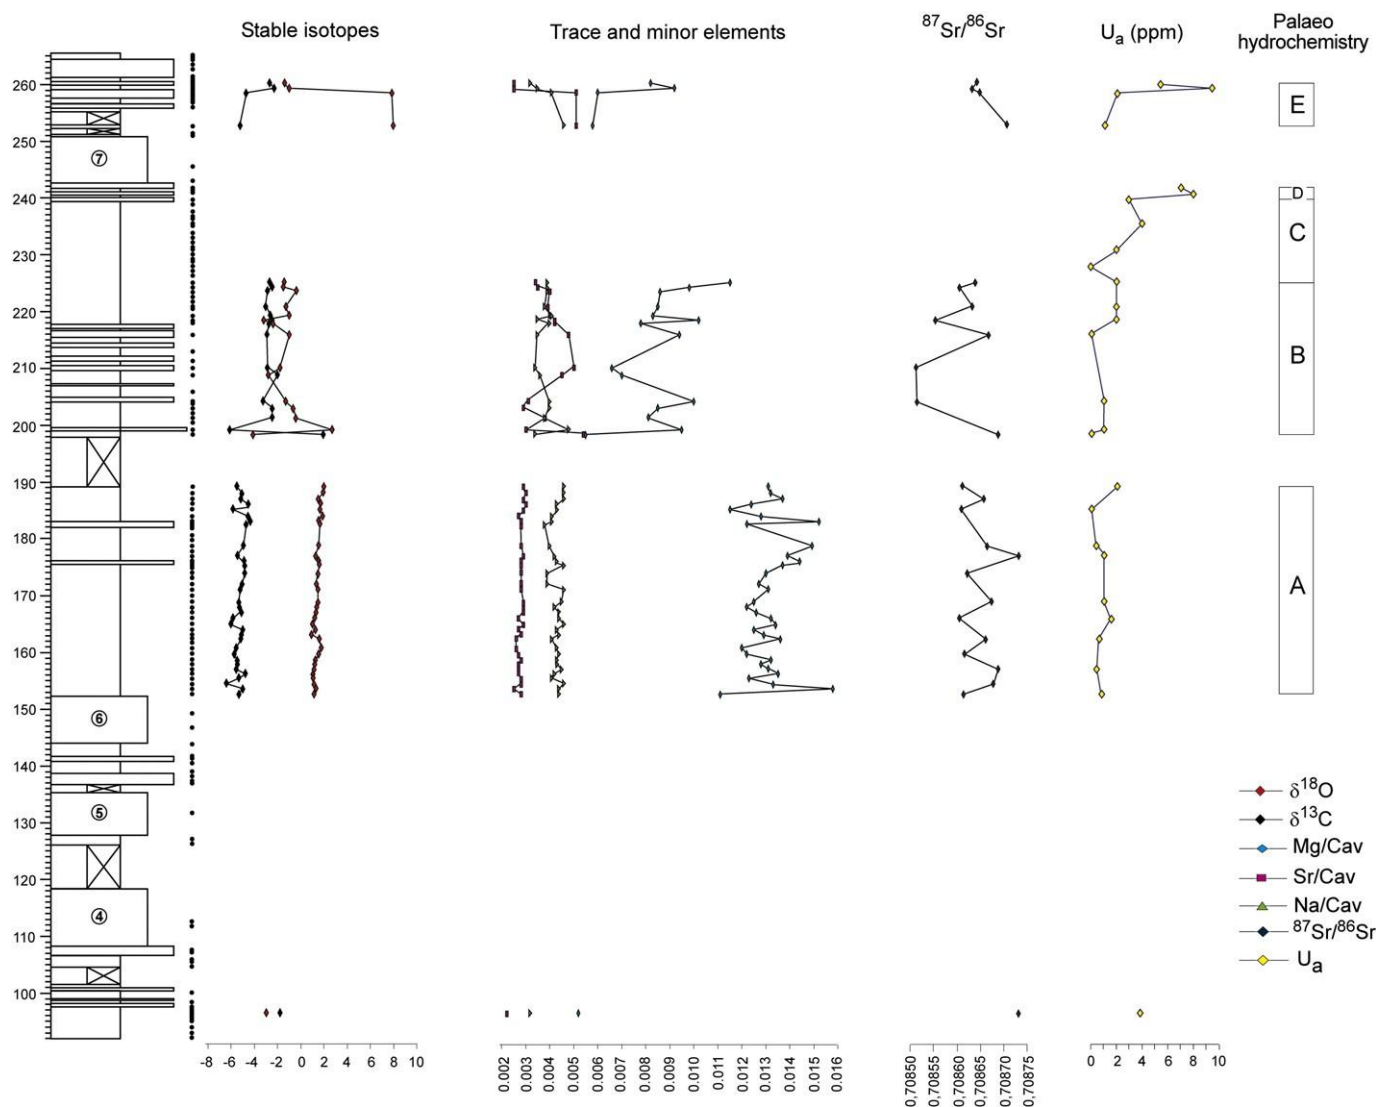 Stable isotopes
Trace and minor elements
87Sr/86Sr
Ua (ppm)
Palaeo
hydrochemistry
260
250
240
230
220
210
200
190
180
170
160
150
140
130
120
110
100
7
6
5
4
E
D
C
B
A
δ18O
δ13C
Mg/Cav
Sr/Cav
Na/Cav
87Sr/86Sr
Ua
-8 -6 -4 -2 0 2 4 6 8 10
0.002 0.003 0.004 0.005 0.006 0.007 0.008 0.009 0.010 0.011 0.012 0.013 0.014 0.015 0.016
0,70850 0,70855 0,70860 0,70865 0,70870 0,70875
0 2 4 6 8 10